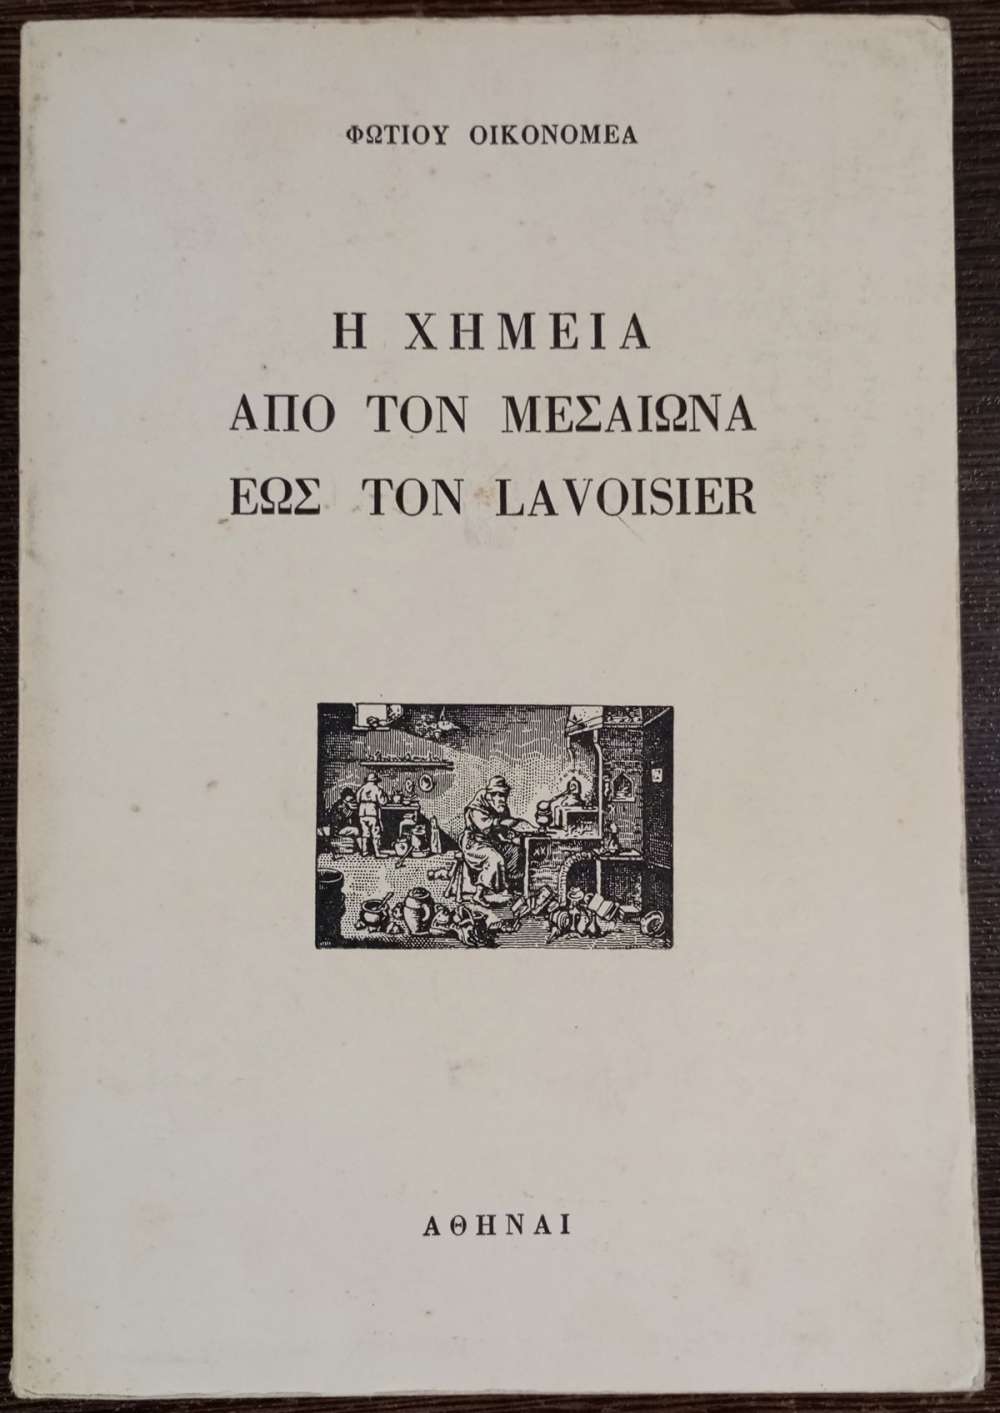 ΦΩΤΙΟΥ ΟΙΚΟΝΟΜΕΑ
Η ΧΗΜΕΙΑ
ΑΠΟ ΤΟΝ ΜΕΣΑΙΩΝΑ
ΕΩΣ ΤΟΝ LAVOISIER
ΑΘΗΝΑΙ